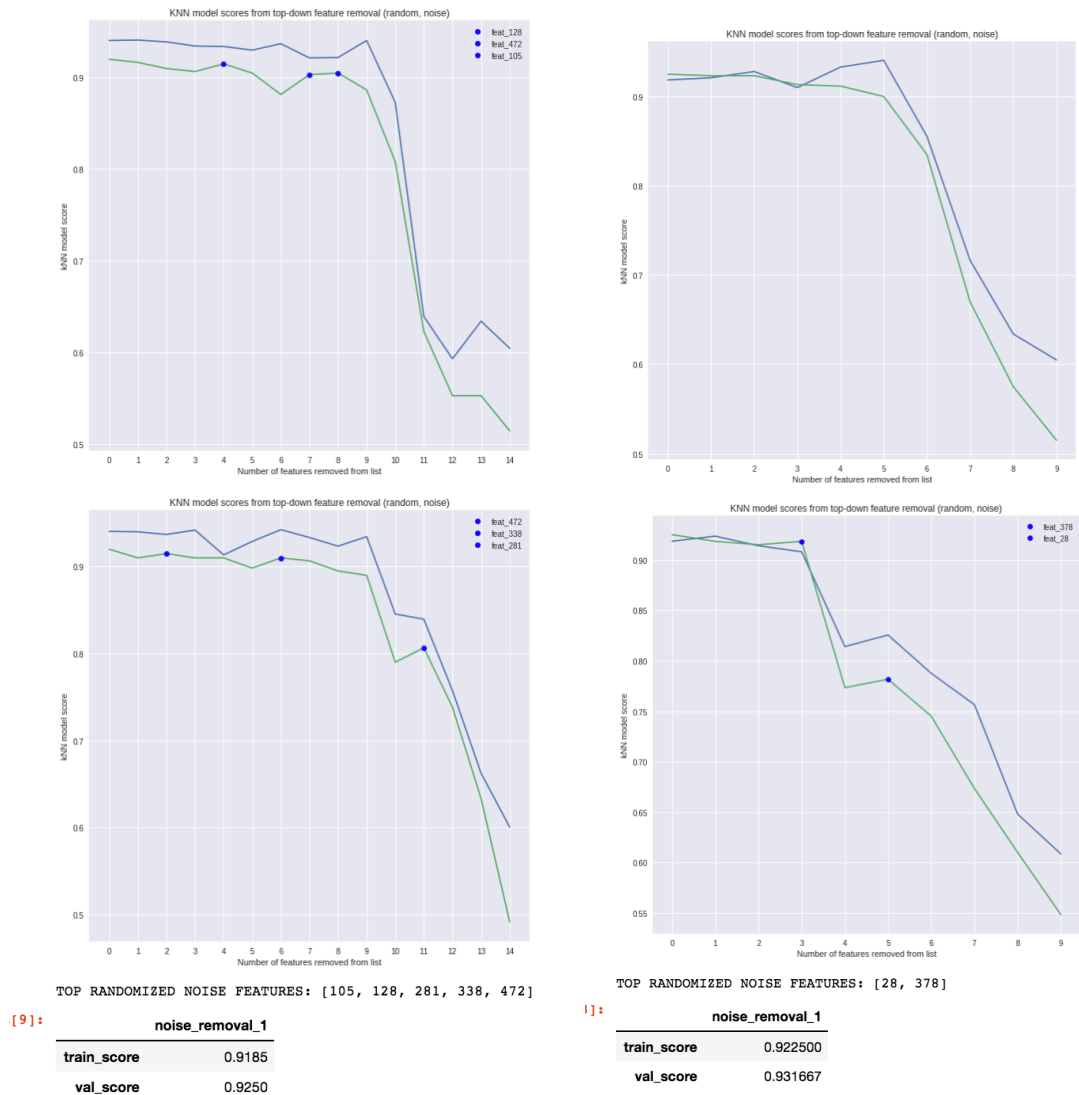 KNN model scores from top-down feature removal (random, noise)
feat_128
feat_472
feat_105
0.9
0.8
0.7
0.6
0.5
kNN model score
0 1 2 3 4 5 6 7 8 9 10 11 12 13 14
Number of features removed from list
KNN model scores from top-down feature removal (random, noise)
0.9
0.8
0.7
0.6
0.5
kNN model score
0 1 2 3 4 5 6 7 8 9
Number of features removed from list
KNN model scores from top-down feature removal (random, noise)
feat_472
feat_338
feat_281
0.9
0.8
0.7
0.6
0.5
kNN model score
0 1 2 3 4 5 6 7 8 9 10 11 12 13 14
Number of features removed from list
KNN model scores from top-down feature removal (random, noise)
feat_378
feat_28
0.90
0.85
0.80
0.75
0.70
0.65
0.60
0.55
kNN model score
0 1 2 3 4 5 6 7 8 9
Number of features removed from list
TOP RANDOMIZED NOISE FEATURES: [105, 128, 281, 338, 472]
[9]:
noise_removal_1
train_score 0.9185
val_score 0.9250
TOP RANDOMIZED NOISE FEATURES: [28, 378]
]:
noise_removal_1
train_score 0.922500
val_score 0.931667